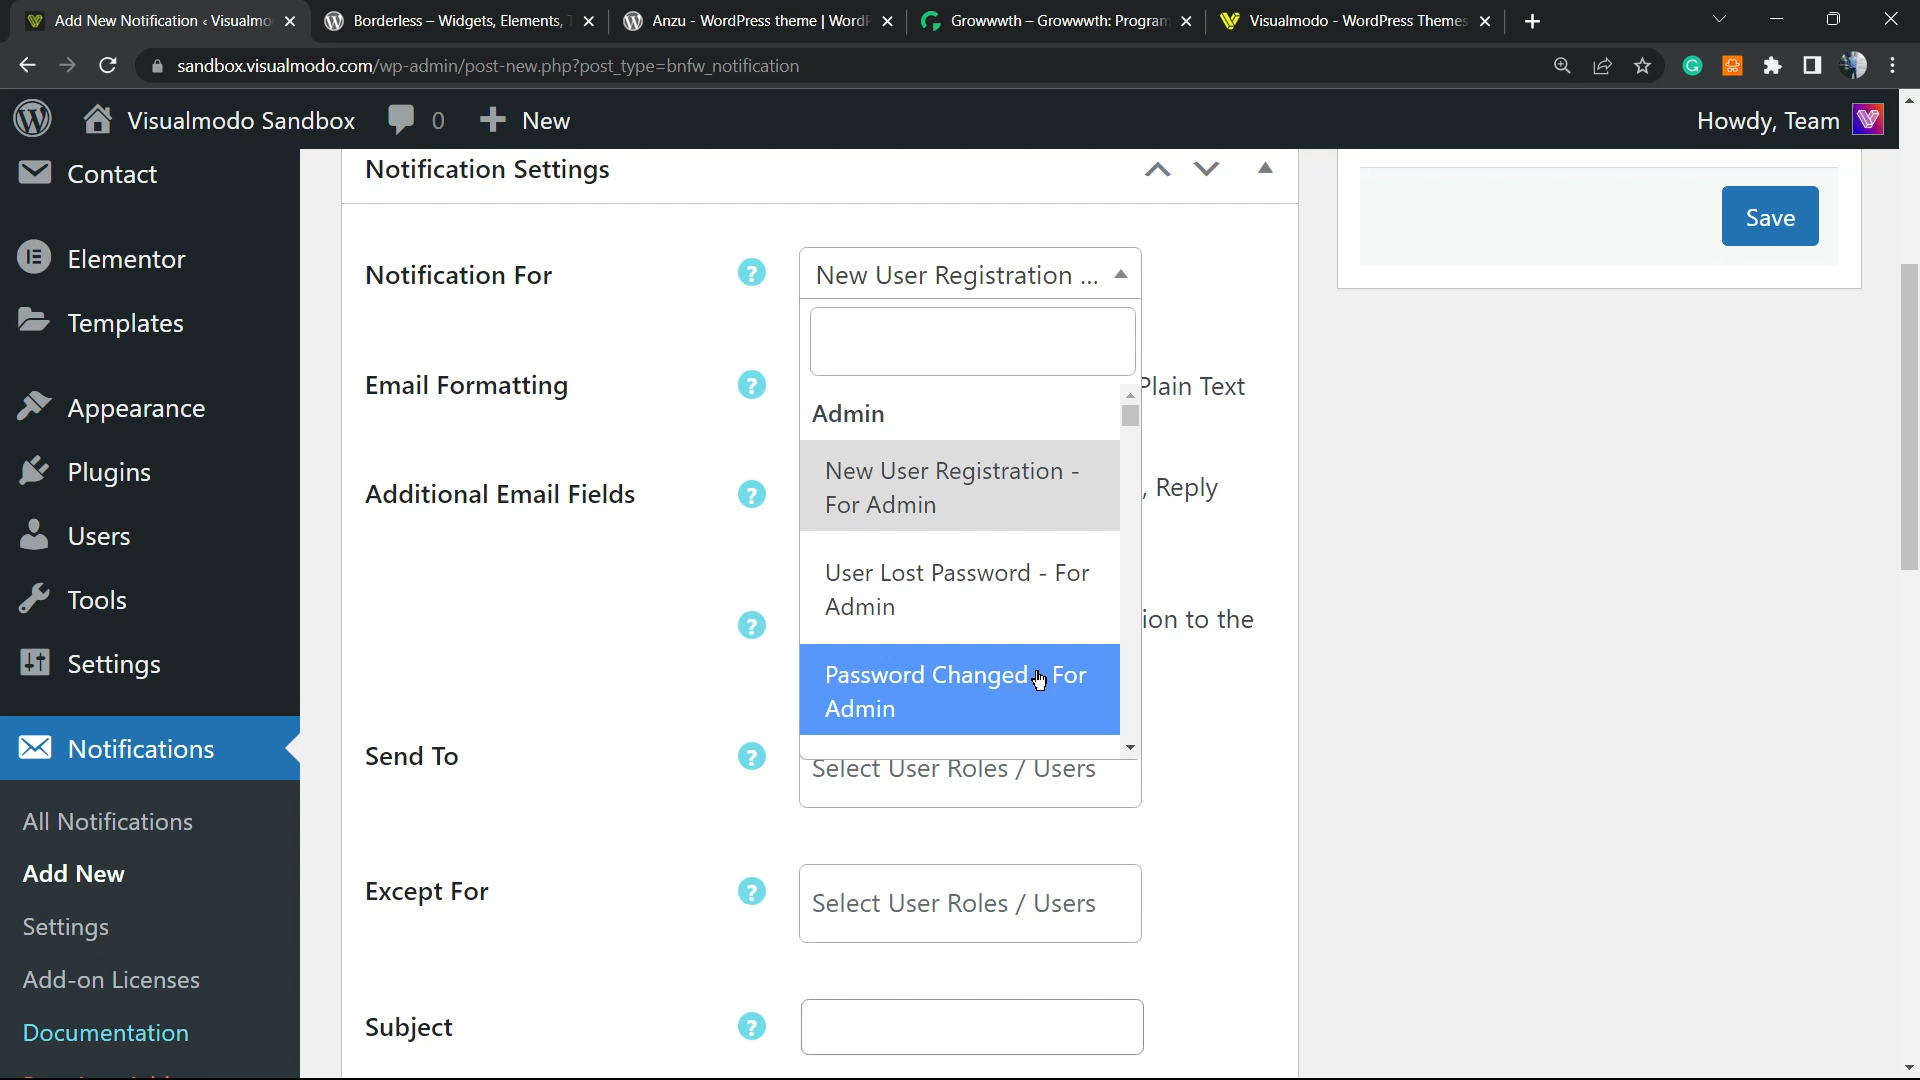 Add New Notification ‹ Visualmo
Borderless – Widgets, Elements,
Anzu - WordPress theme | Word
Growwwth – Growwwth: Program
Visualmodo - WordPress Themes
sandbox.visualmodo.com/wp-admin/post-new.php?post_type=bnfw_notification
Visualmodo Sandbox
0
New
Howdy, Team
Contact
Elementor
Templates
Appearance
Plugins
Users
Tools
Settings
Notifications
All Notifications
Add New
Settings
Add-on Licenses
Documentation
Notification Settings
Notification For
New User Registration ...
Admin
New User Registration -
For Admin
User Lost Password - For
Admin
Password Changed - For
Admin
Email Formatting
Plain Text
Additional Email Fields
, Reply
ion to the
Send To
Select User Roles / Users
Except For
Select User Roles / Users
Subject
Save